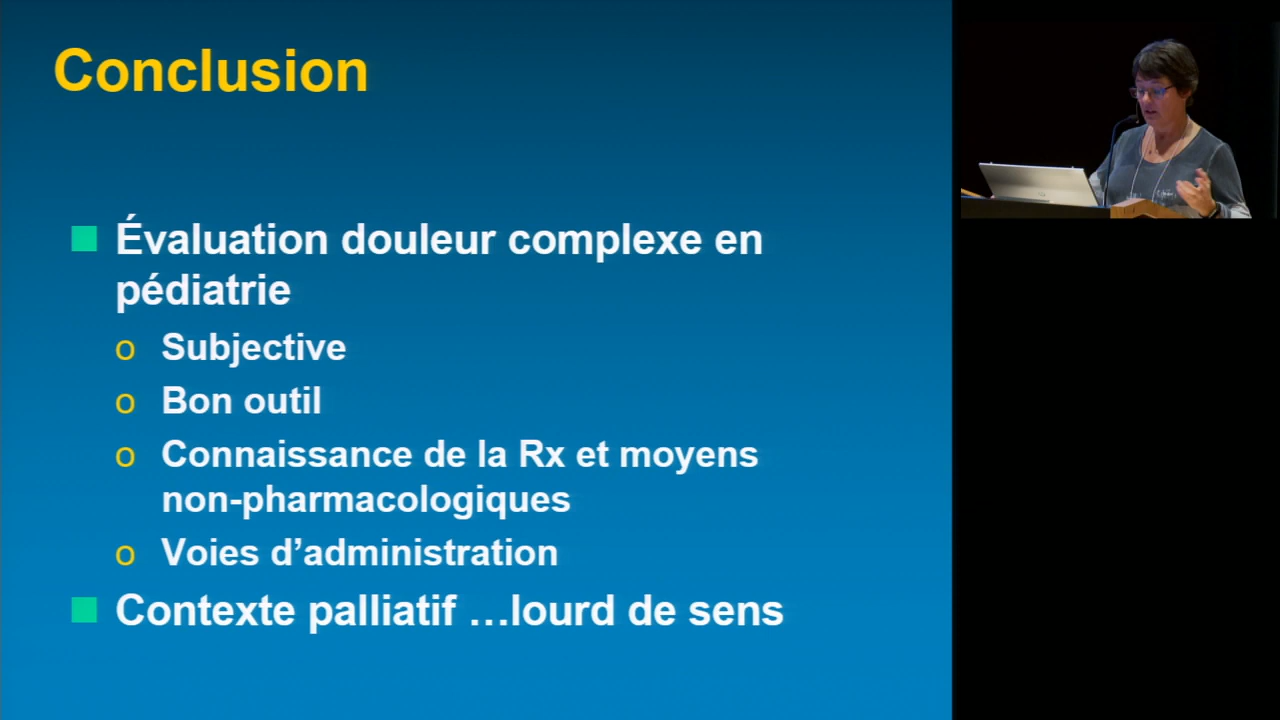 Conclusion
Évaluation douleur complexe en
pédiatrie
o Subjective
o Bon outil
o Connaissance de la Rx et moyens
non-pharmacologiques
o Voies d’administration
Contexte palliatif …lourd de sens